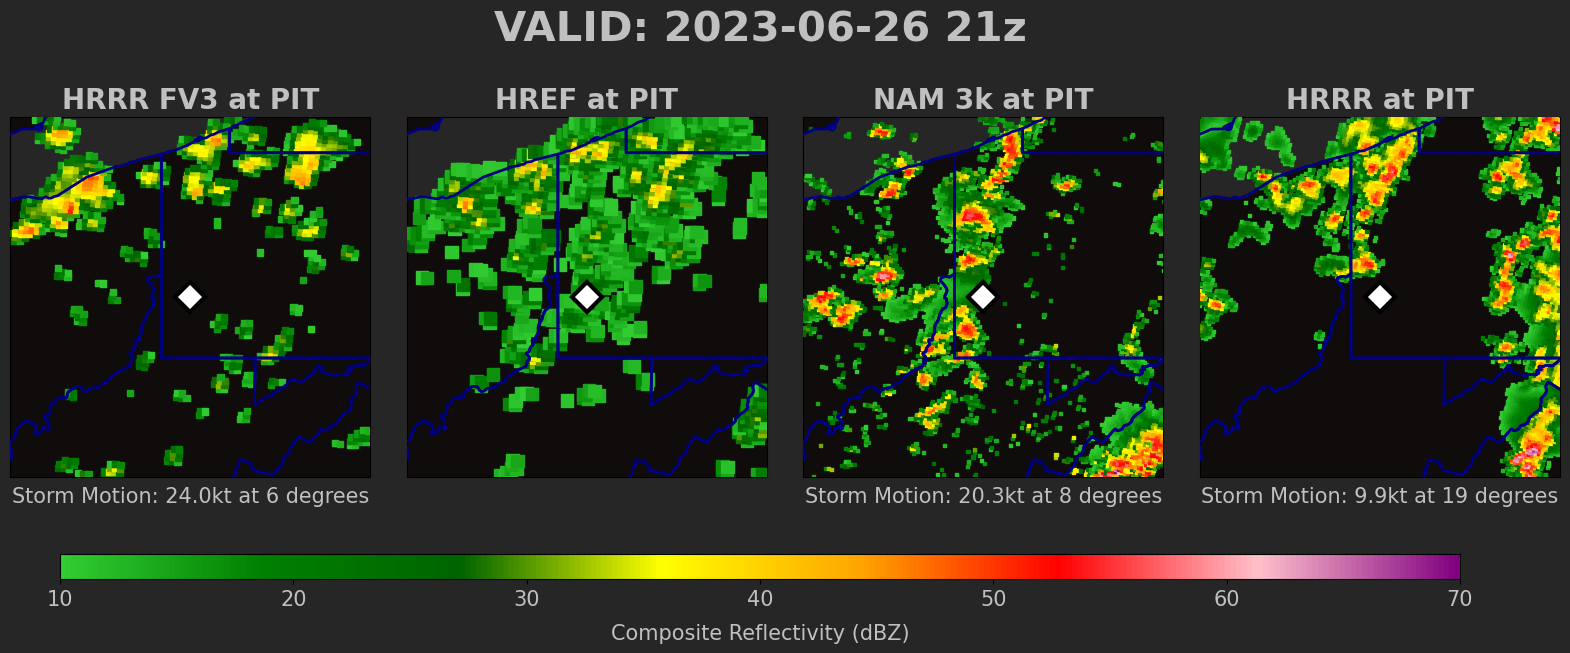 VALID: 2023-06-26 21z
HRRR FV3 at PIT
HREF at PIT
NAM 3k at PIT
HRRR at PIT
Storm Motion: 24.0kt at 6 degrees
Storm Motion: 20.3kt at 8 degrees
Storm Motion: 9.9kt at 19 degrees
10 20 30 40 50 60 70
Composite Reflectivity (dBZ)